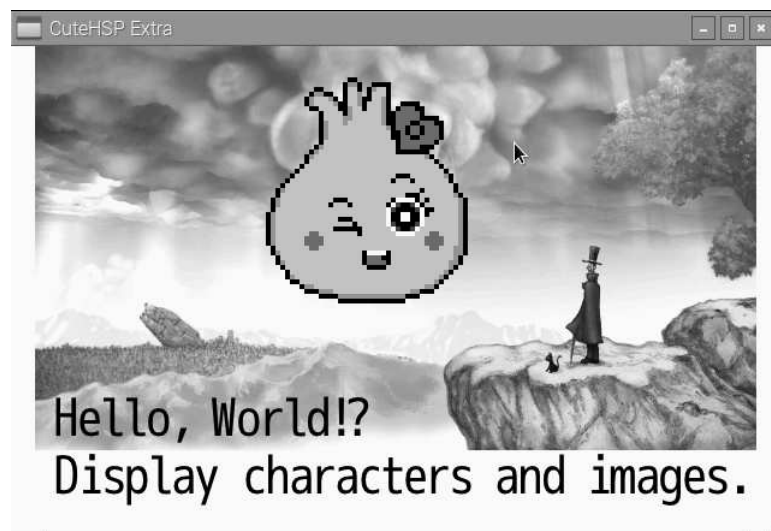 CuteHSP Extra
Hello, World!?
Display characters and images.